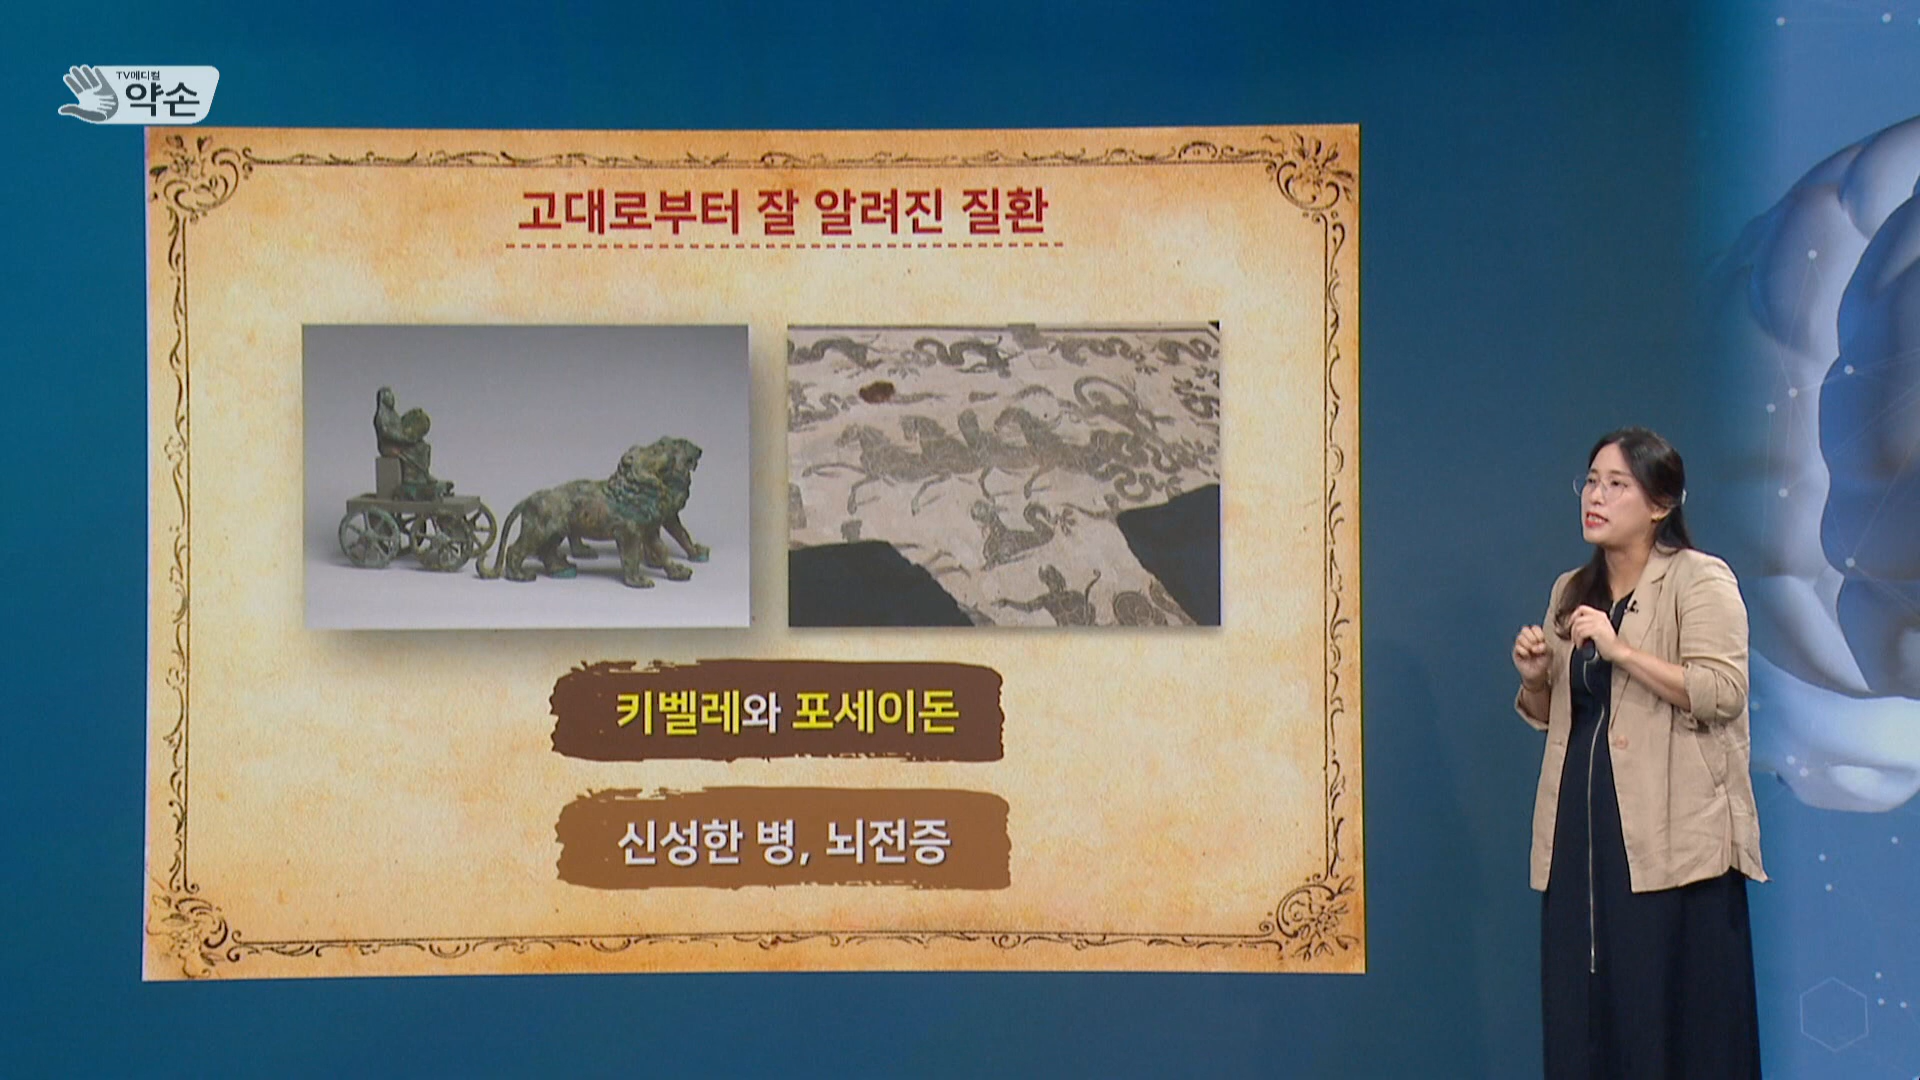 TV메디컬
약손
고대로부터 잘 알려진 질환
키벨레와 포세이돈
신성한 병, 뇌전증